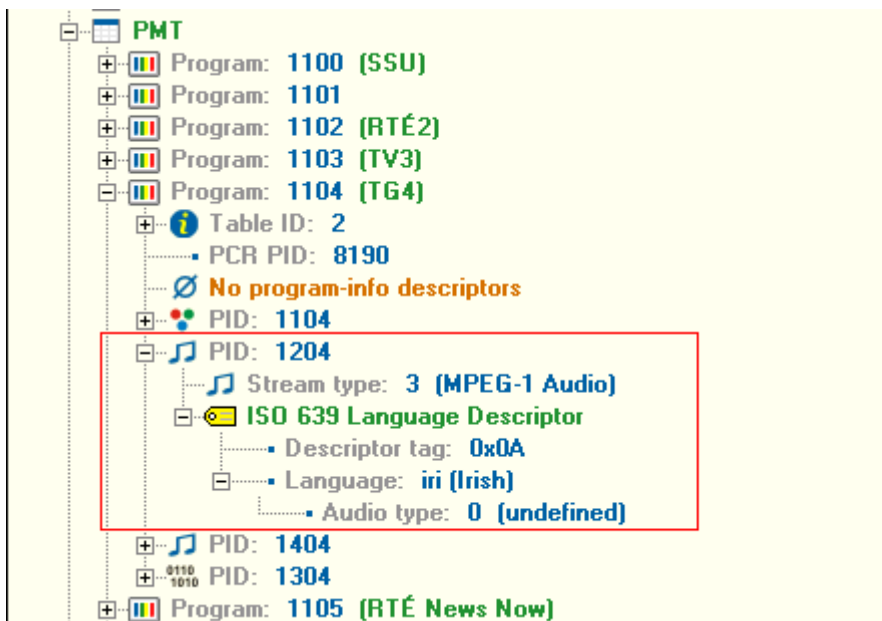 PMT
Program: 1100 (SSU)
Program: 1101
Program: 1102 (RTÉ2)
Program: 1103 (TV3)
Program: 1104 (TG4)
Table ID: 2
PCR PID: 8190
No program-info descriptors
PID: 1104
PID: 1204
Stream type: 3 (MPEG-1 Audio)
ISO 639 Language Descriptor
Descriptor tag: 0x0A
Language: iri (Irish)
Audio type: 0 (undefined)
PID: 1404
0110
1010 PID: 1304
Program: 1105 (RTÉ News Now)